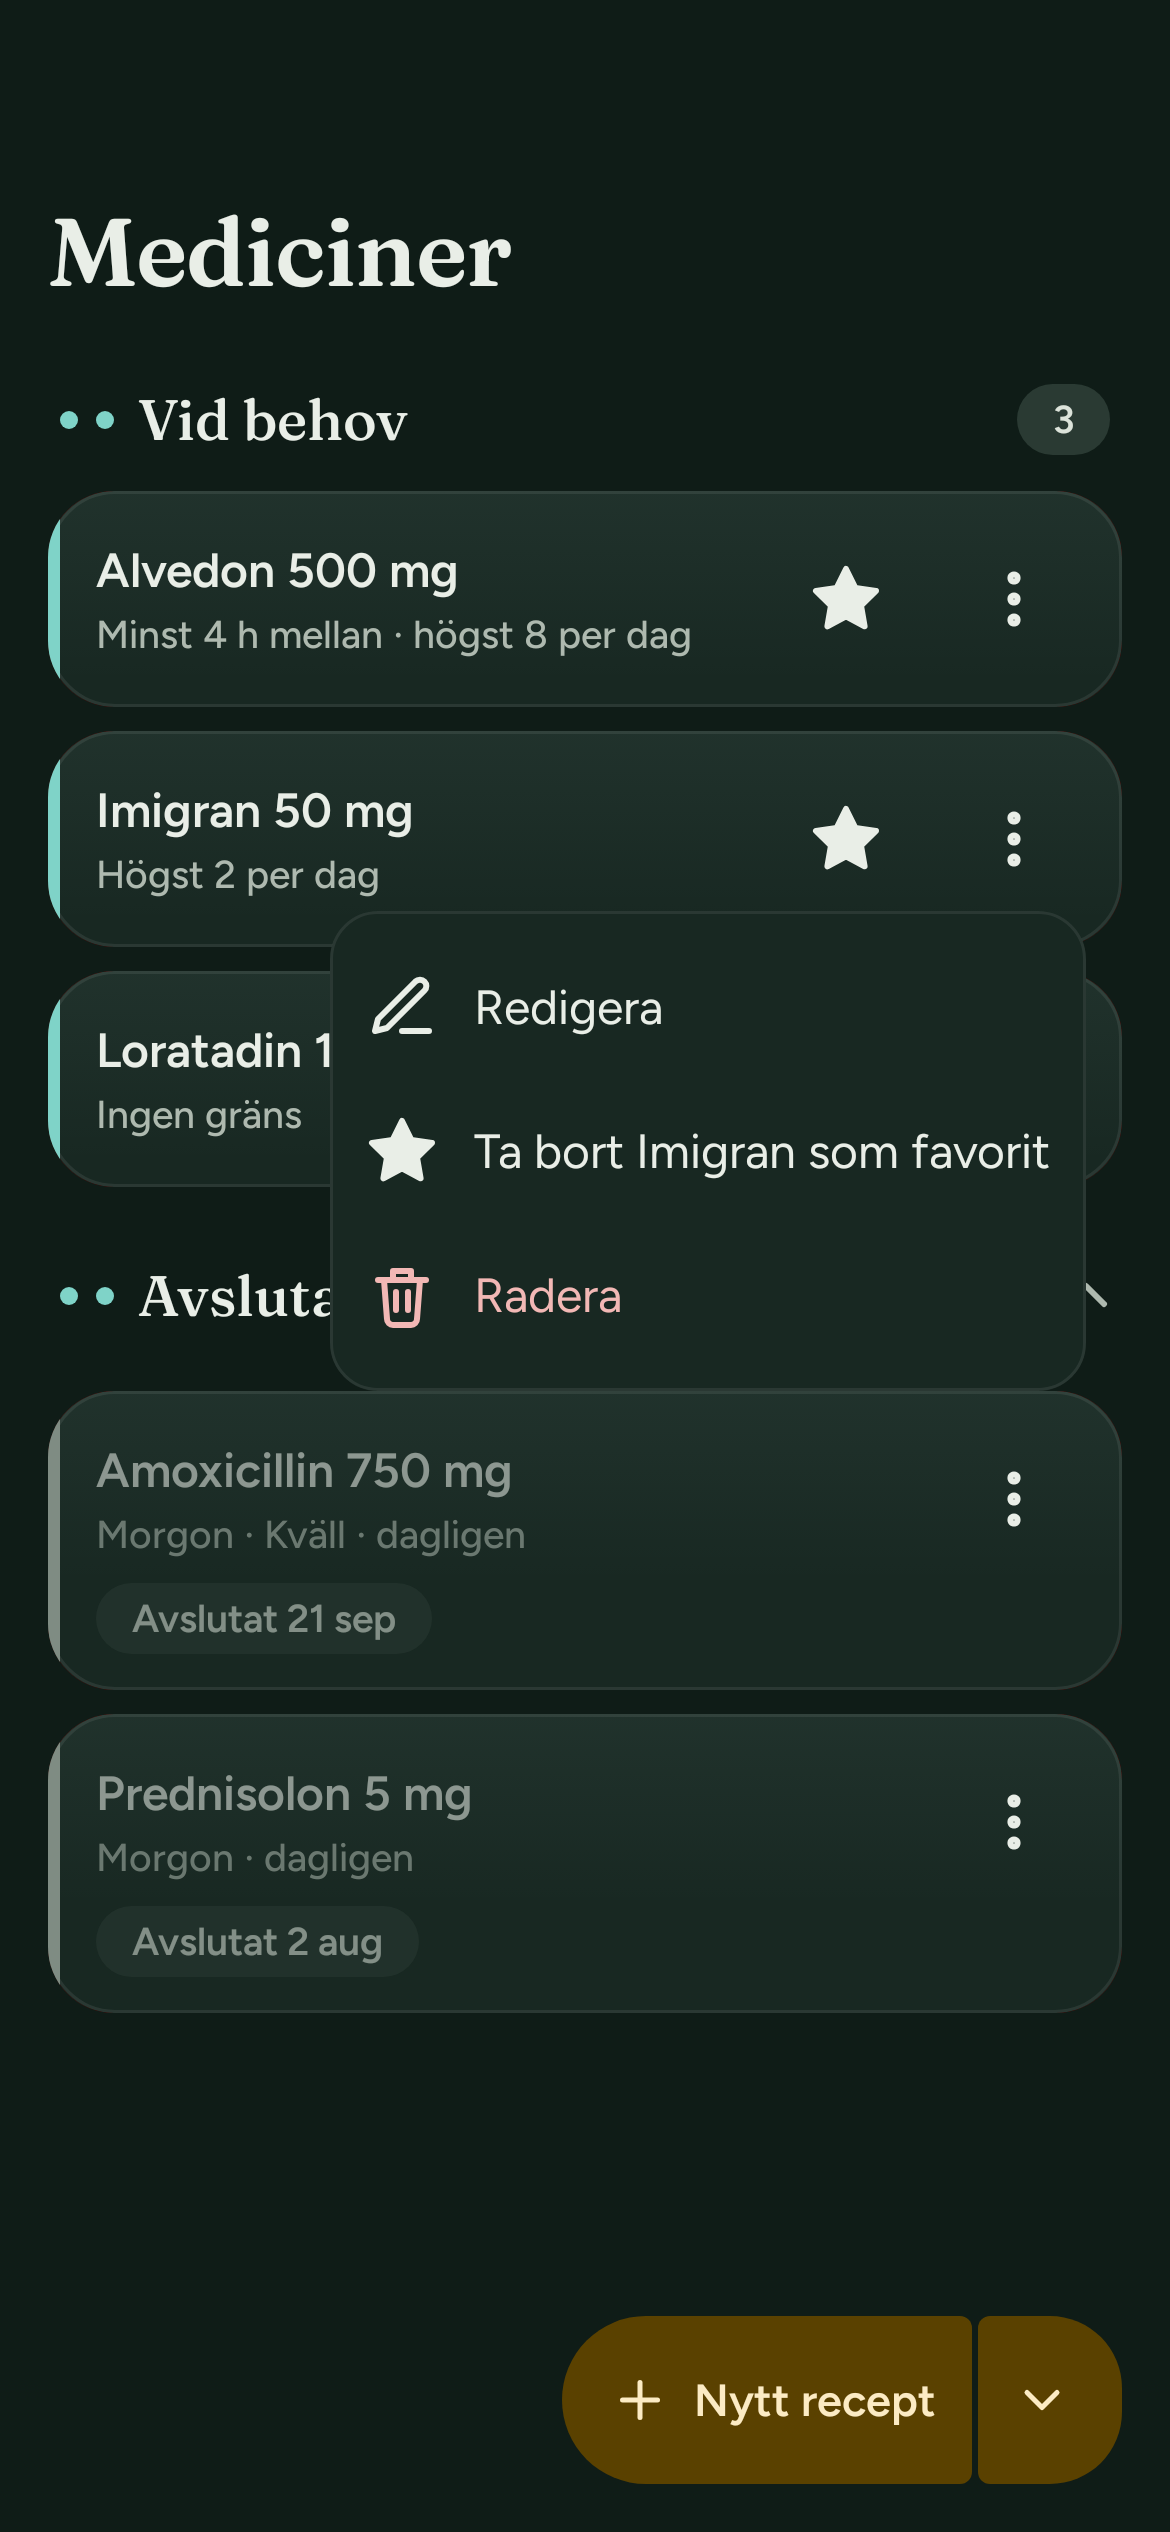 Mediciner
Vid behov
3
Alvedon 500 mg
Minst 4 h mellan · högst 8 per dag
Imigran 50 mg
Högst 2 per dag
Loratadin
Ingen gräns
Redigera
Ta bort Imigran som favorit
Radera
Amoxicillin 750 mg
Morgon · Kväll · dagligen
Avslutat 21 sep
Prednisolon 5 mg
Morgon · dagligen
Avslutat 2 aug
Nytt recept